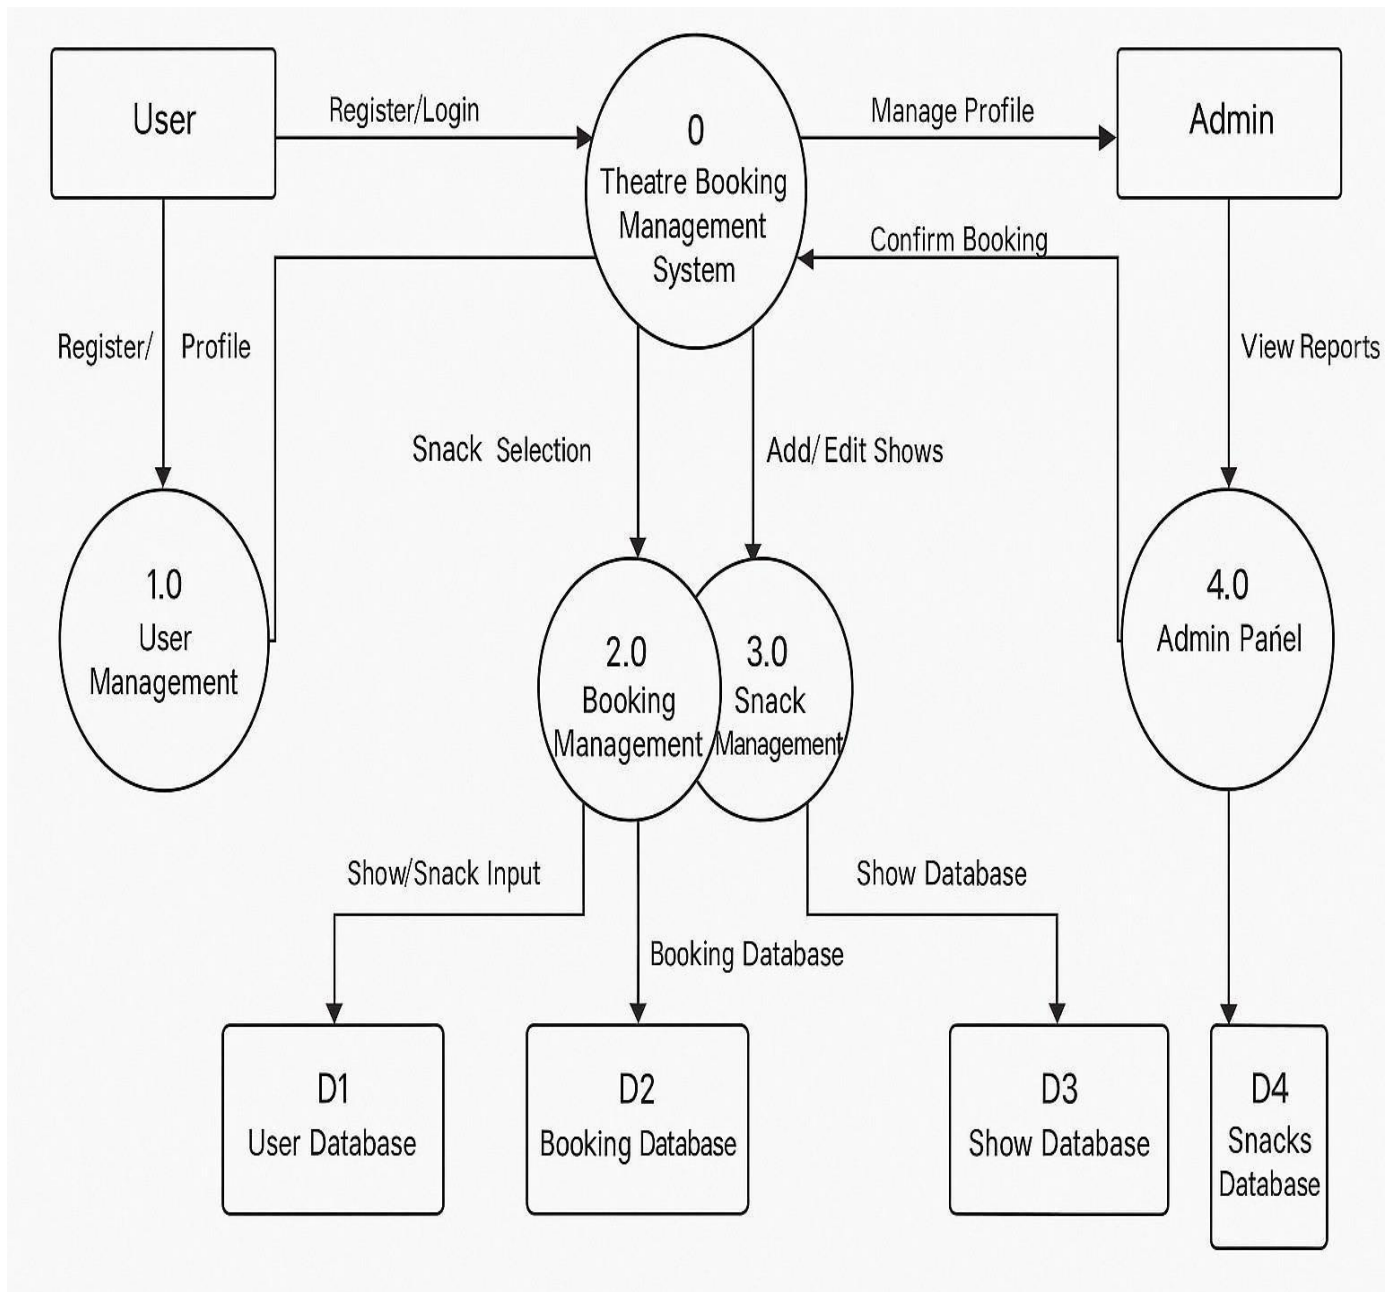 User
Register/Login
0
Theatre Booking
Management
System
Manage Profile
Admin
Confirm Booking
Register/ Profile
View Reports
Snack Selection
Add/Edit Shows
1.0
User
Management
2.0
Booking
Management
3.0
Snack
Management
4.0
Admin Pańel
Show/Snack Input
Show Database
Booking Database
D1
User Database
D2
Booking Database
D3
Show Database
D4
Snacks
Database